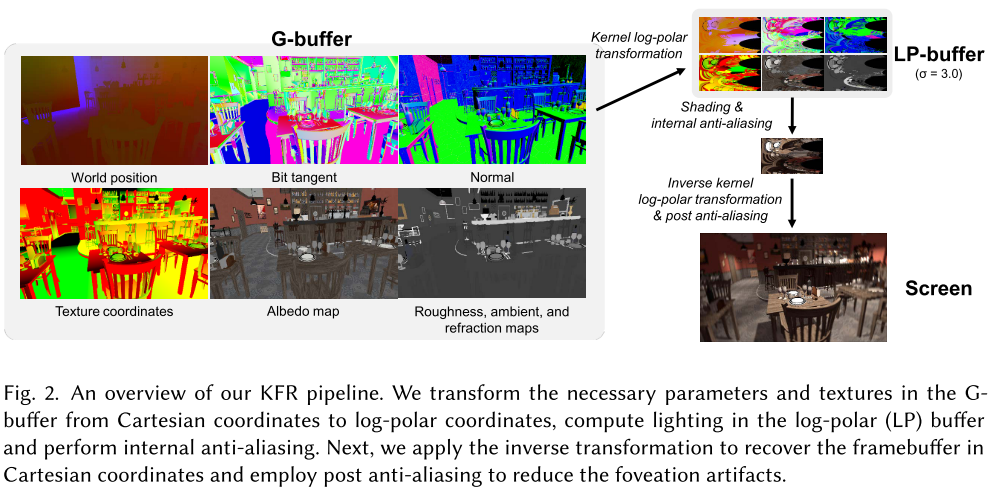 G-buffer
World position
Bit tangent
Normal
Texture coordinates
Albedo map
Roughness, ambient, and
refraction maps
Kernel log-polar
transformation
LP-buffer
(σ = 3.0)
Shading &
internal anti-aliasing
Inverse kernel
log-polar transformation
& post anti-aliasing
Screen
Fig. 2. An overview of our KFR pipeline. We transform the necessary parameters and textures in the G-
buffer from Cartesian coordinates to log-polar coordinates, compute lighting in the log-polar (LP) buffer
and perform internal anti-aliasing. Next, we apply the inverse transformation to recover the framebuffer in
Cartesian coordinates and employ post anti-aliasing to reduce the foveation artifacts.